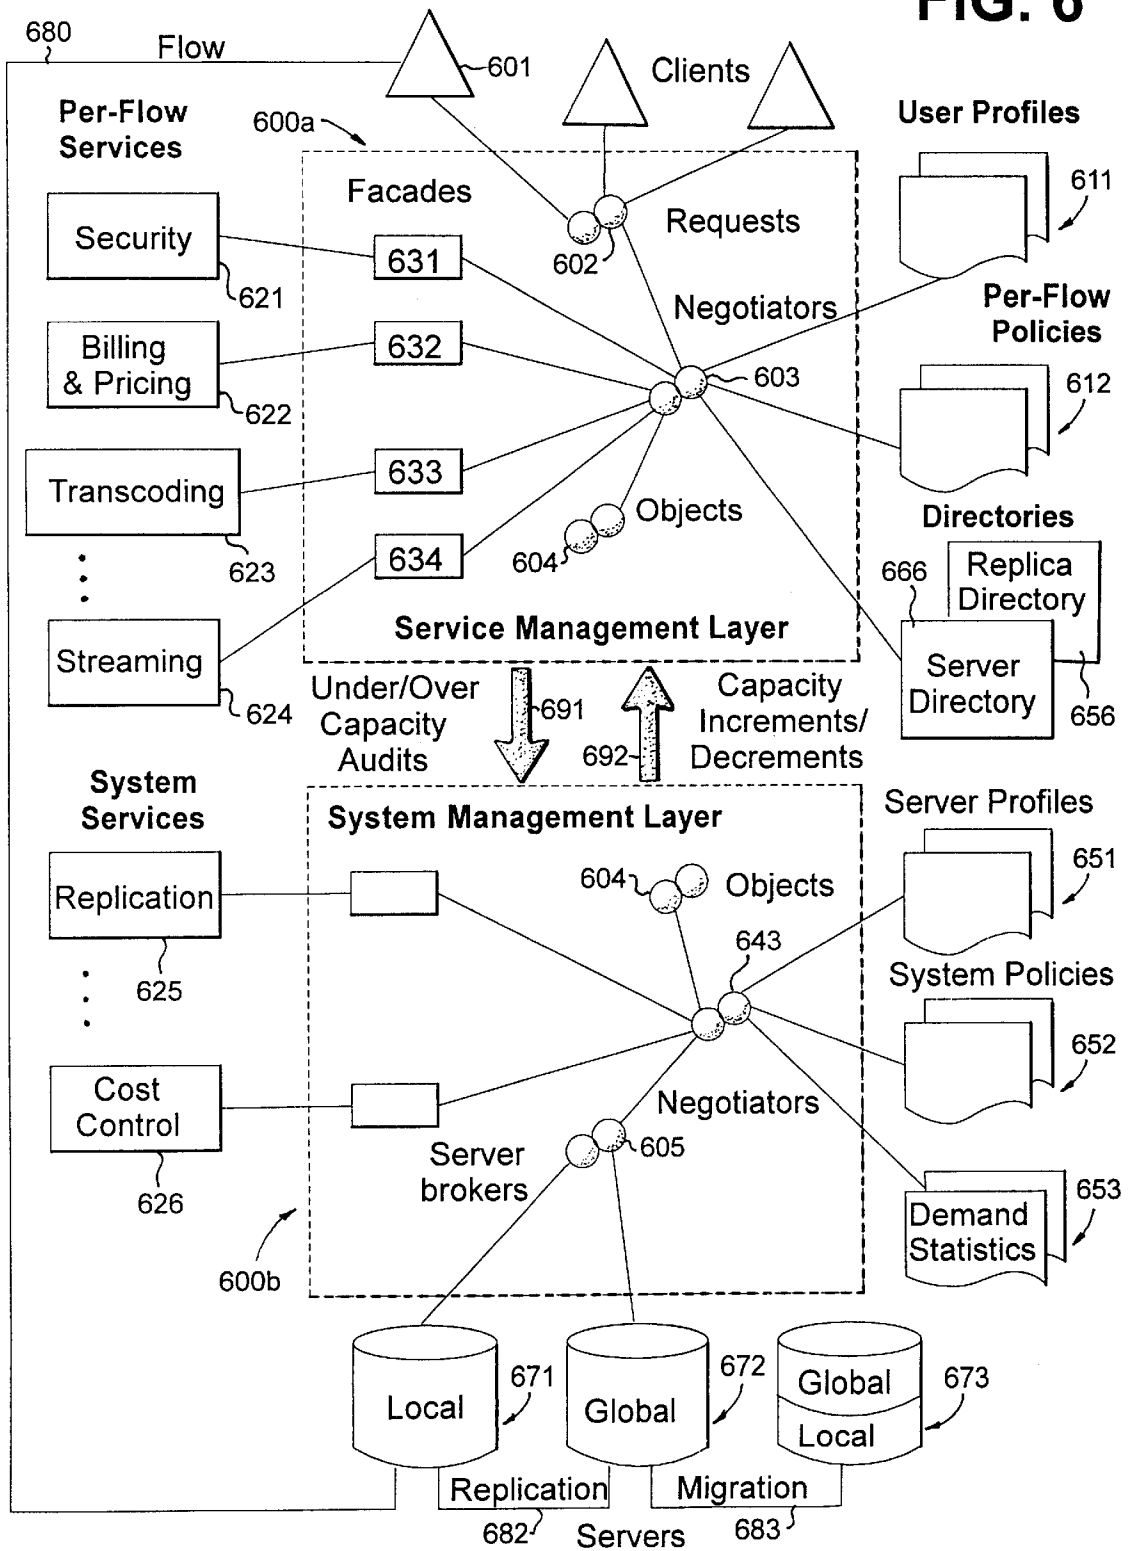 FIG. 6
680
Flow
601
Clients
Per-Flow
Services
600a
User Profiles
Facades
611
Security
631
602
Requests
621
Negotiators
Per-Flow
Policies
Billing
& Pricing
632
603
612
622
Transcoding
633
Objects
Directories
623
634
604
666
Replica
Directory
Service Management Layer
Streaming
Server
Directory
624
Under/Over
Capacity
Audits
691
692
Capacity
Increments/
Decrements
656
System
Services
System Management Layer
Server Profiles
651
Replication
604
Objects
625
643
System Policies
652
Cost
Control
Negotiators
605
Server
brokers
626
653
Demand
Statistics
600b
Local
671
Global
672
Global
Local
673
Replication
Migration
682
Servers
683